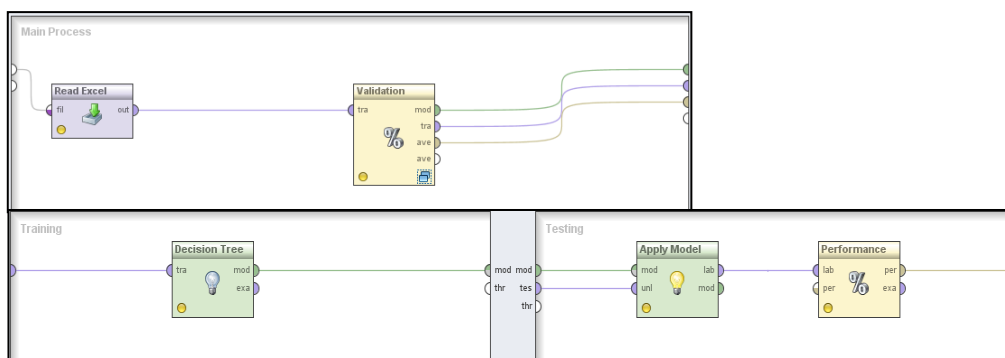 Main Process
Read Excel
fil out
Validation
tra mod
tra
ave
ave
%
Training
Decision Tree
tra mod
exa
mod mod
thr tes
thr
Testing
Apply Model
mod lab
unl mod
Performance
lab per
per exa
%